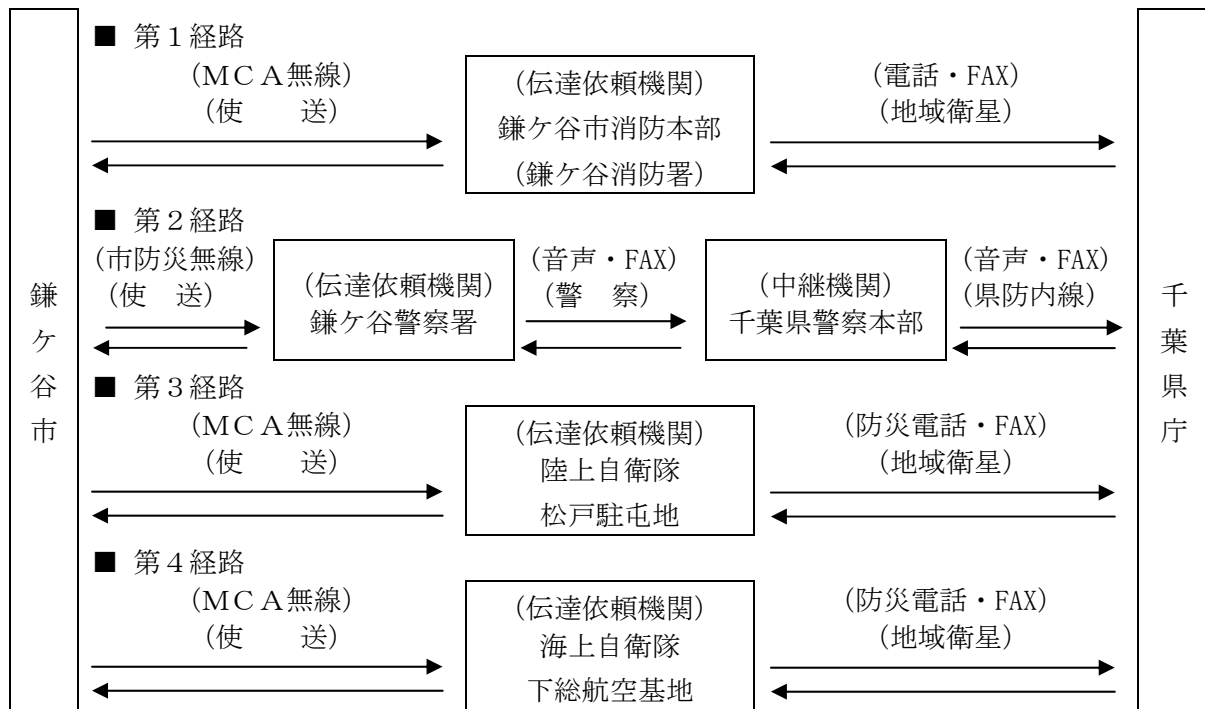 ■ 第１経路
(ＭＣＡ無線)
(使　　送)
(伝達依頼機関)
鎌ケ谷市消防本部
(鎌ケ谷消防署)
(電話・FAX)
(地域衛星)
■ 第２経路
(市防災無線)
(使　送)
(伝達依頼機関)
鎌ケ谷警察署
(音声・FAX)
(警　察)
(中継機関)
千葉県警察本部
(音声・FAX)
(県防内線)
鎌ケ谷市
千葉県庁
■ 第３経路
(ＭＣＡ無線)
(使　　送)
(伝達依頼機関)
陸上自衛隊
松戸駐屯地
(防災電話・FAX)
(地域衛星)
■ 第４経路
(ＭＣＡ無線)
(使　　送)
(伝達依頼機関)
海上自衛隊
下総航空基地
(防災電話・FAX)
(地域衛星)